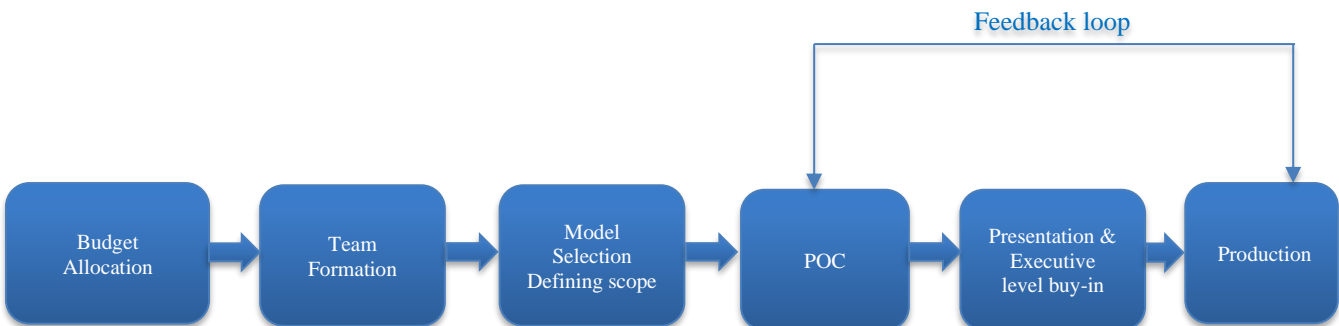 Feedback loop
Budget
Allocation
Team
Formation
Model
Selection
Defining scope
POC
Presentation &
Executive
level buy-in
Production